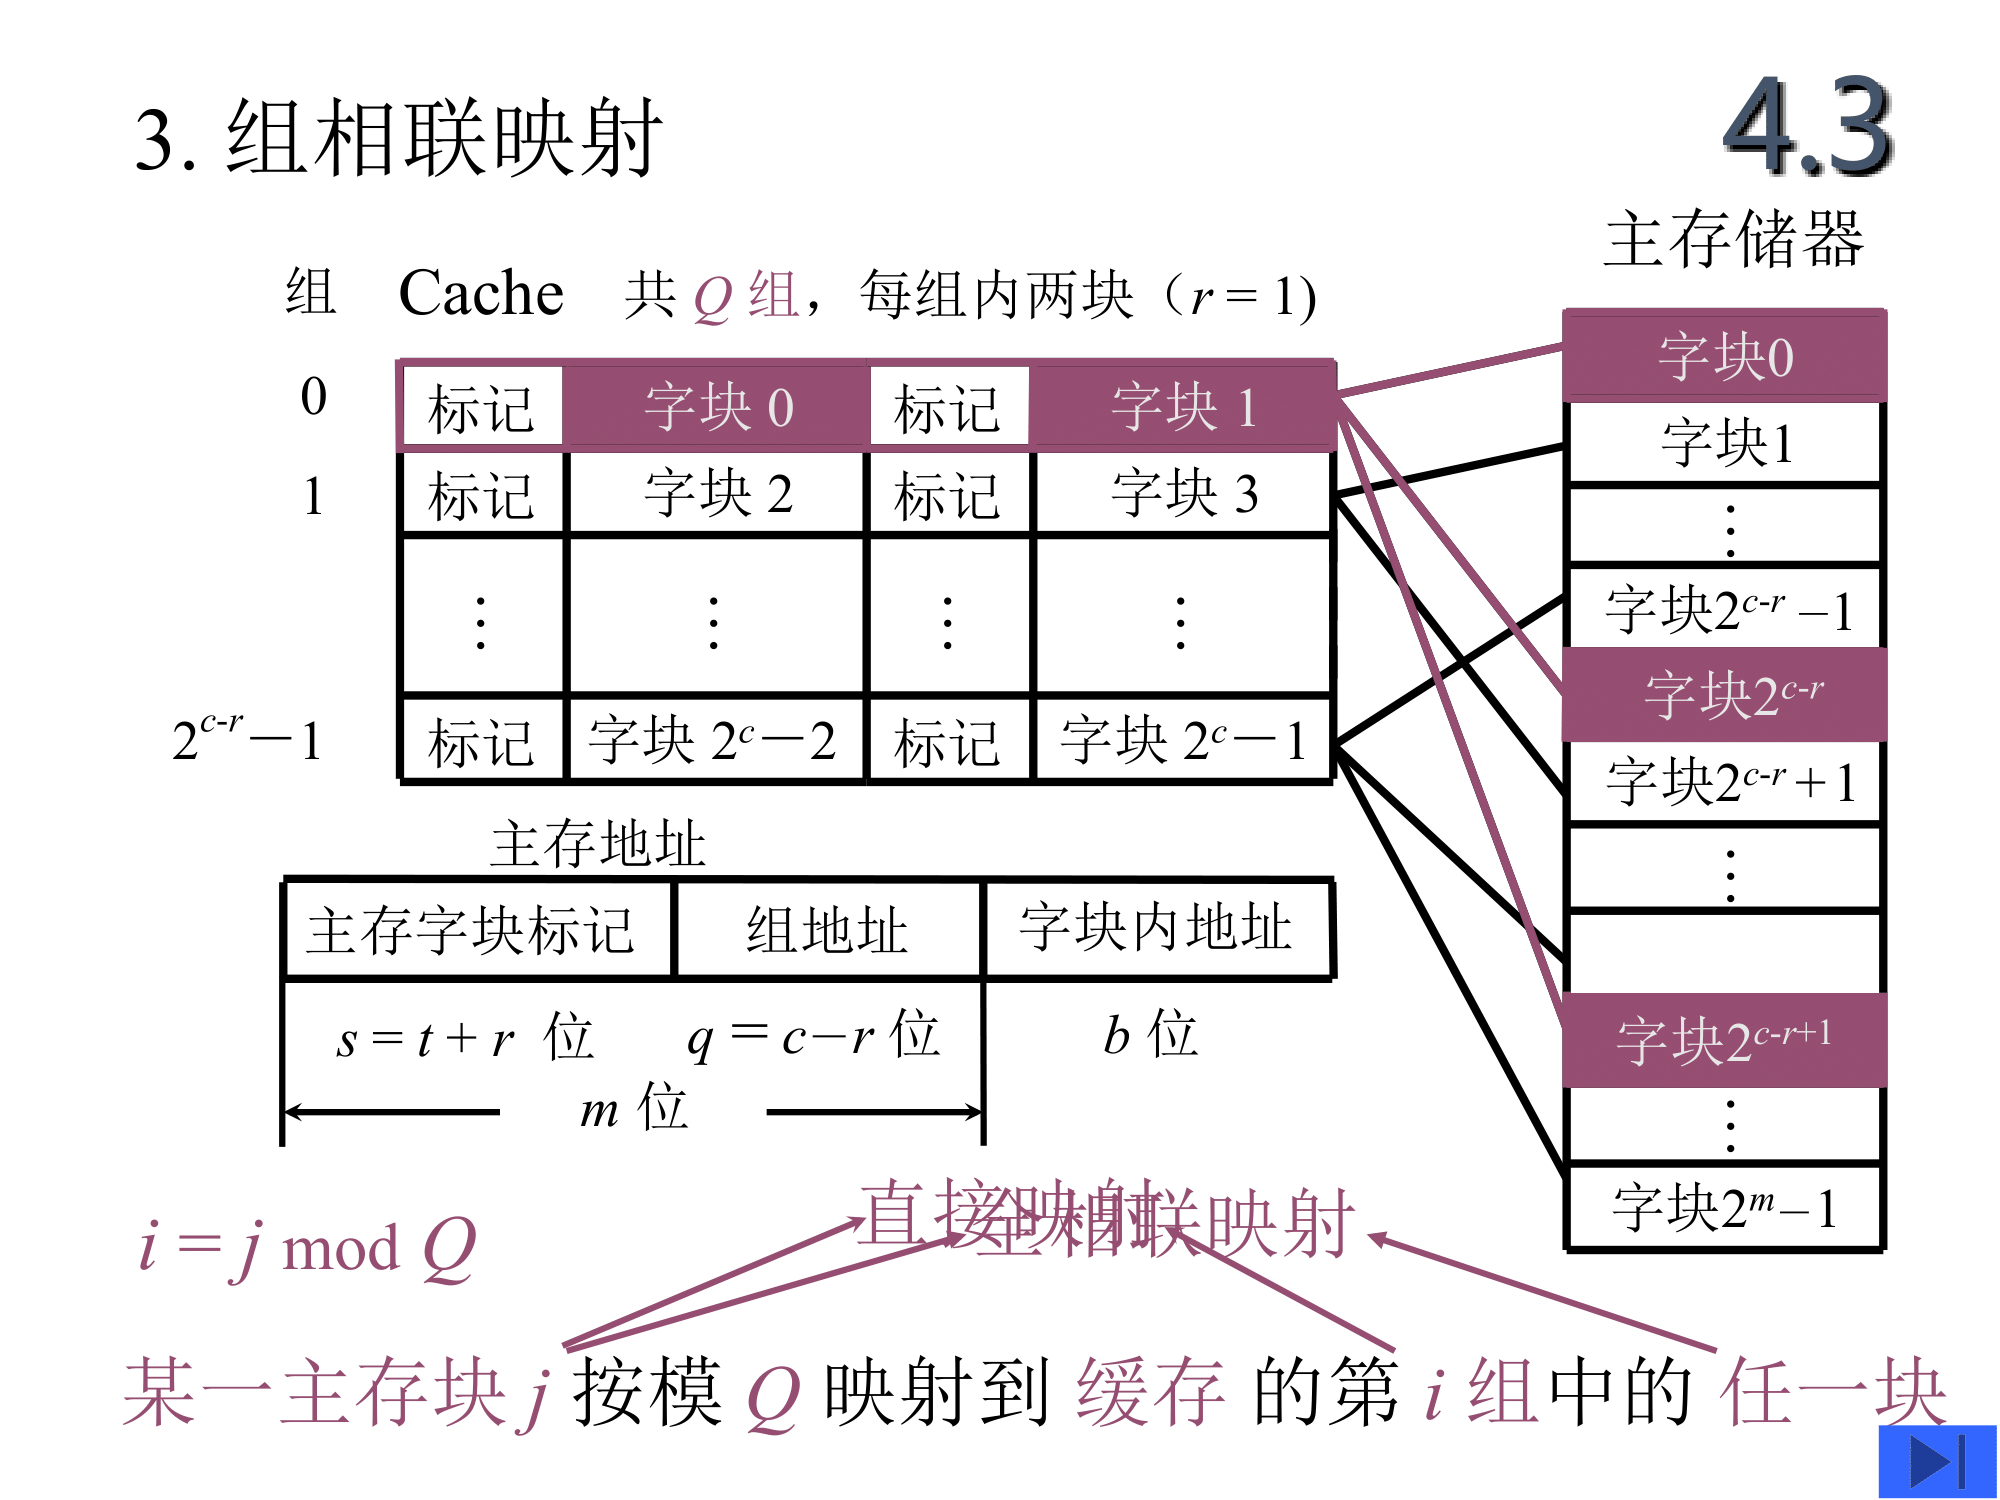 3. 组相联映射
4.3
主存储器
组 Cache 共 Q 组，每组内两块（r = 1)
0 标记 字块 0 标记 字块 1
1 标记 字块 2 标记 字块 3
⋮ ⋮ ⋮ ⋮
2^{c-r}－1 标记 字块 2^c－2 标记 字块 2^c－1
字块0
字块1
⋮
字块2^{c-r} –1
字块2^{c-r}
字块2^{c-r} + 1
⋮
字块2^{c-r+1}
⋮
字块2^m–1
主存地址
主存字块标记 组地址 字块内地址
s = t + r 位 q = c–r 位 b 位
m 位
直接映射
全相联映射
i = j mod Q
某一主存块 j 按模 Q 映射到 缓存 的第 i 组中的 任一块